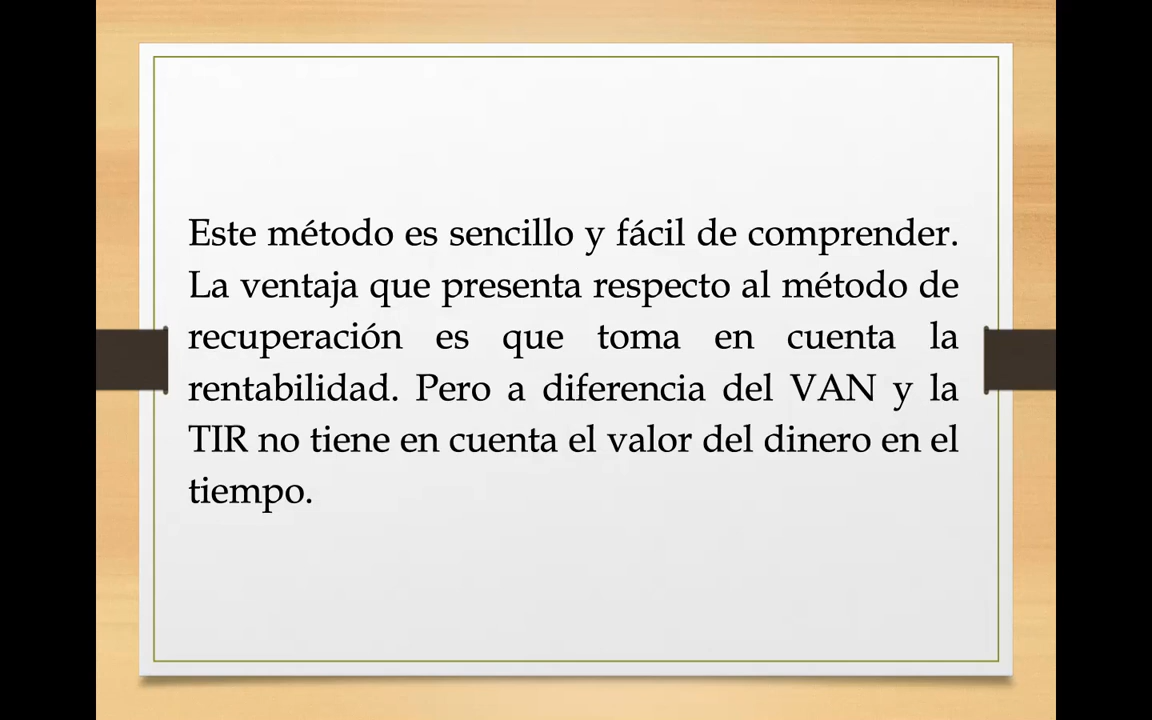 Este método es sencillo y fácil de comprender.
La ventaja que presenta respecto al método de
recuperación es que toma en cuenta la
rentabilidad. Pero a diferencia del VAN y la
TIR no tiene en cuenta el valor del dinero en el
tiempo.